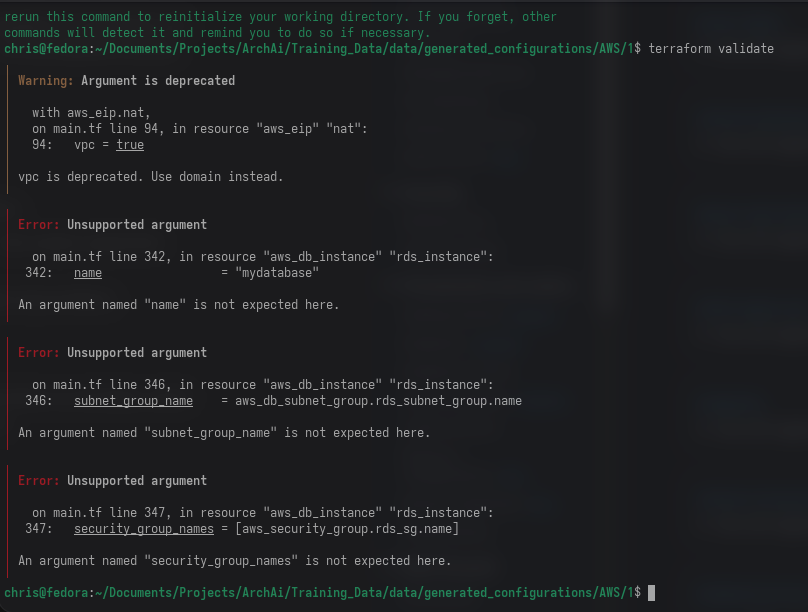 rerun this command to reinitialize your working directory. If you forget, other
commands will detect it and remind you to do so if necessary.
chris@fedora:~/Documents/Projects/ArchAi/Training_Data/data/generated_configurations/AWS/1$ terraform validate
Warning: Argument is deprecated
with aws_eip.nat,
on main.tf line 94, in resource "aws_eip" "nat":
94:   vpc = true
vpc is deprecated. Use domain instead.
Error: Unsupported argument
on main.tf line 342, in resource "aws_db_instance" "rds_instance":
342:   name                 = "mydatabase"
An argument named "name" is not expected here.
Error: Unsupported argument
on main.tf line 346, in resource "aws_db_instance" "rds_instance":
346:   subnet_group_name    = aws_db_subnet_group.rds_subnet_group.name
An argument named "subnet_group_name" is not expected here.
Error: Unsupported argument
on main.tf line 347, in resource "aws_db_instance" "rds_instance":
347:   security_group_names = [aws_security_group.rds_sg.name]
An argument named "security_group_names" is not expected here.
chris@fedora:~/Documents/Projects/ArchAi/Training_Data/data/generated_configurations/AWS/1$